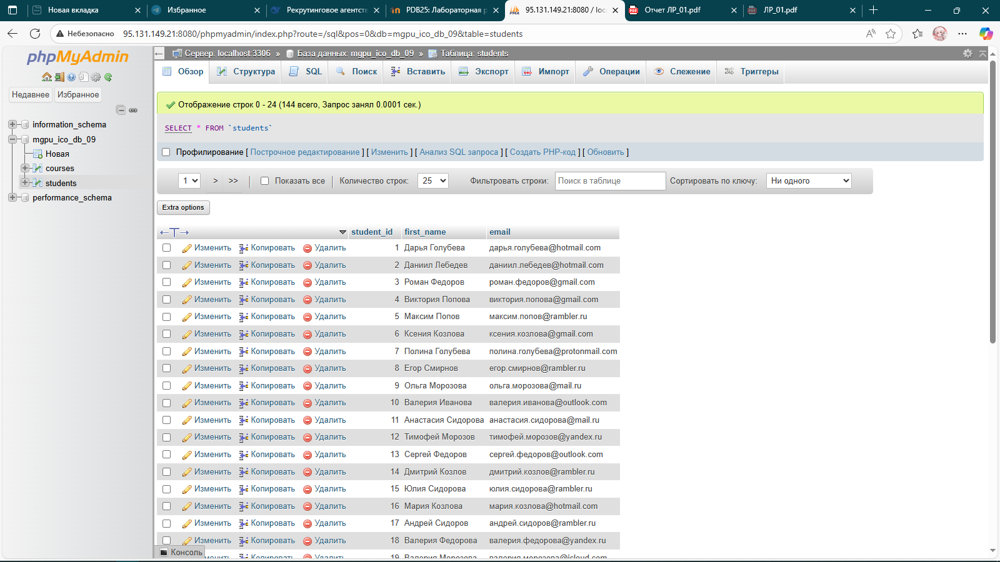 Новая вкладка
Избранное
Рекрутинговое агентств
PDB25: Лабораторная р
95.131.149.21:8080 / loca
Отчет ЛР_01.pdf
ЛР_01.pdf
Небезопасно
95.131.149.21:8080/phpmyadmin/index.php?route=/sql&pos=0&db=mgpu_ico_db_09&table=students
phpMyAdmin
Недавнее Избранное
information_schema
mgpu_ico_db_09
Новая
courses
students
performance_schema
Сервер: localhost:3306 » База данных: mgpu_ico_db_09 » Таблица: students
Обзор Структура SQL Поиск Вставить Экспорт Импорт Операции Слежение Триггеры
Отображение строк 0 - 24 (144 всего, Запрос занял 0.0001 сек.)
SELECT * FROM `students`
Профилирование [ Построчное редактирование ] [ Изменить ] [ Анализ SQL запроса ] [ Создать PHP-код ] [ Обновить ]
1 > >> Показать все Количество строк: 25 Фильтровать строки: Поиск в таблице Сортировать по ключу: Ни одного
Extra options
student_id first_name email
Изменить Копировать Удалить 1 Дарья Голубева дарья.голубева@hotmail.com
Изменить Копировать Удалить 2 Даниил Лебедев даниил.лебедев@hotmail.com
Изменить Копировать Удалить 3 Роман Федоров роман.федоров@gmail.com
Изменить Копировать Удалить 4 Виктория Попова виктория.попова@gmail.com
Изменить Копировать Удалить 5 Максим Попов максим.попов@rambler.ru
Изменить Копировать Удалить 6 Ксения Козлова ксения.козлова@gmail.com
Изменить Копировать Удалить 7 Полина Голубева полина.голубева@protonmail.com
Изменить Копировать Удалить 8 Егор Смирнов егор.смирнов@rambler.ru
Изменить Копировать Удалить 9 Ольга Морозова ольга.морозова@mail.ru
Изменить Копировать Удалить 10 Валерия Иванова валерия.иванова@outlook.com
Изменить Копировать Удалить 11 Анастасия Сидорова анастасия.сидорова@mail.ru
Изменить Копировать Удалить 12 Тимофей Морозов тимофей.морозов@yandex.ru
Изменить Копировать Удалить 13 Сергей Федоров сергей.федоров@outlook.com
Изменить Копировать Удалить 14 Дмитрий Козлов дмитрий.козлов@rambler.ru
Изменить Копировать Удалить 15 Юлия Сидорова юлия.сидорова@rambler.ru
Изменить Копировать Удалить 16 Мария Козлова мария.козлова@hotmail.com
Изменить Копировать Удалить 17 Андрей Сидоров андрей.сидоров@rambler.ru
Изменить Копировать Удалить 18 Валерия Федорова валерия.федорова@yandex.ru
Консоль менить Копировать Удалить 19 Валерия Морозова валерия.морозова@icloud.com